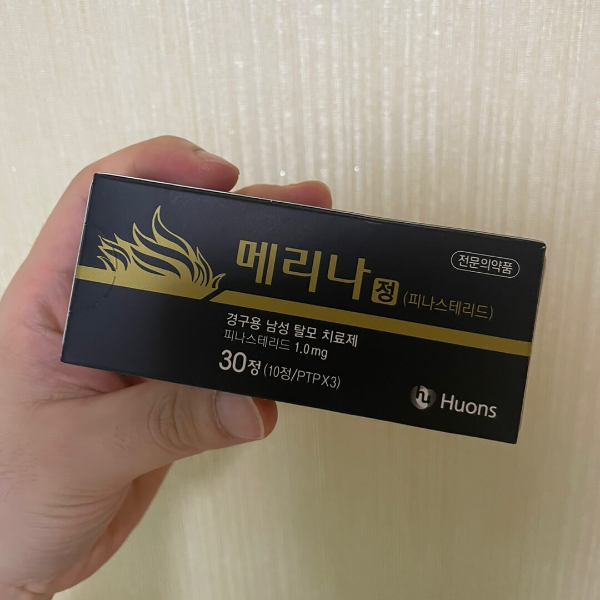 전문의약품
메리나정 (피나스테리드)
경구용 남성 탈모 치료제
피나스테리드 1.0mg
30정 (10정/PTPX3)
hu Huons